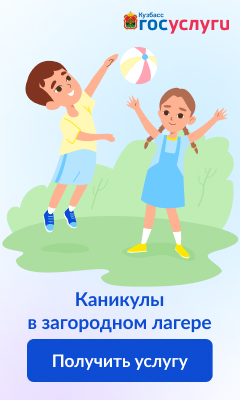 Кузбасс
госуслуги
Каникулы
в загородном лагере
Получить услугу